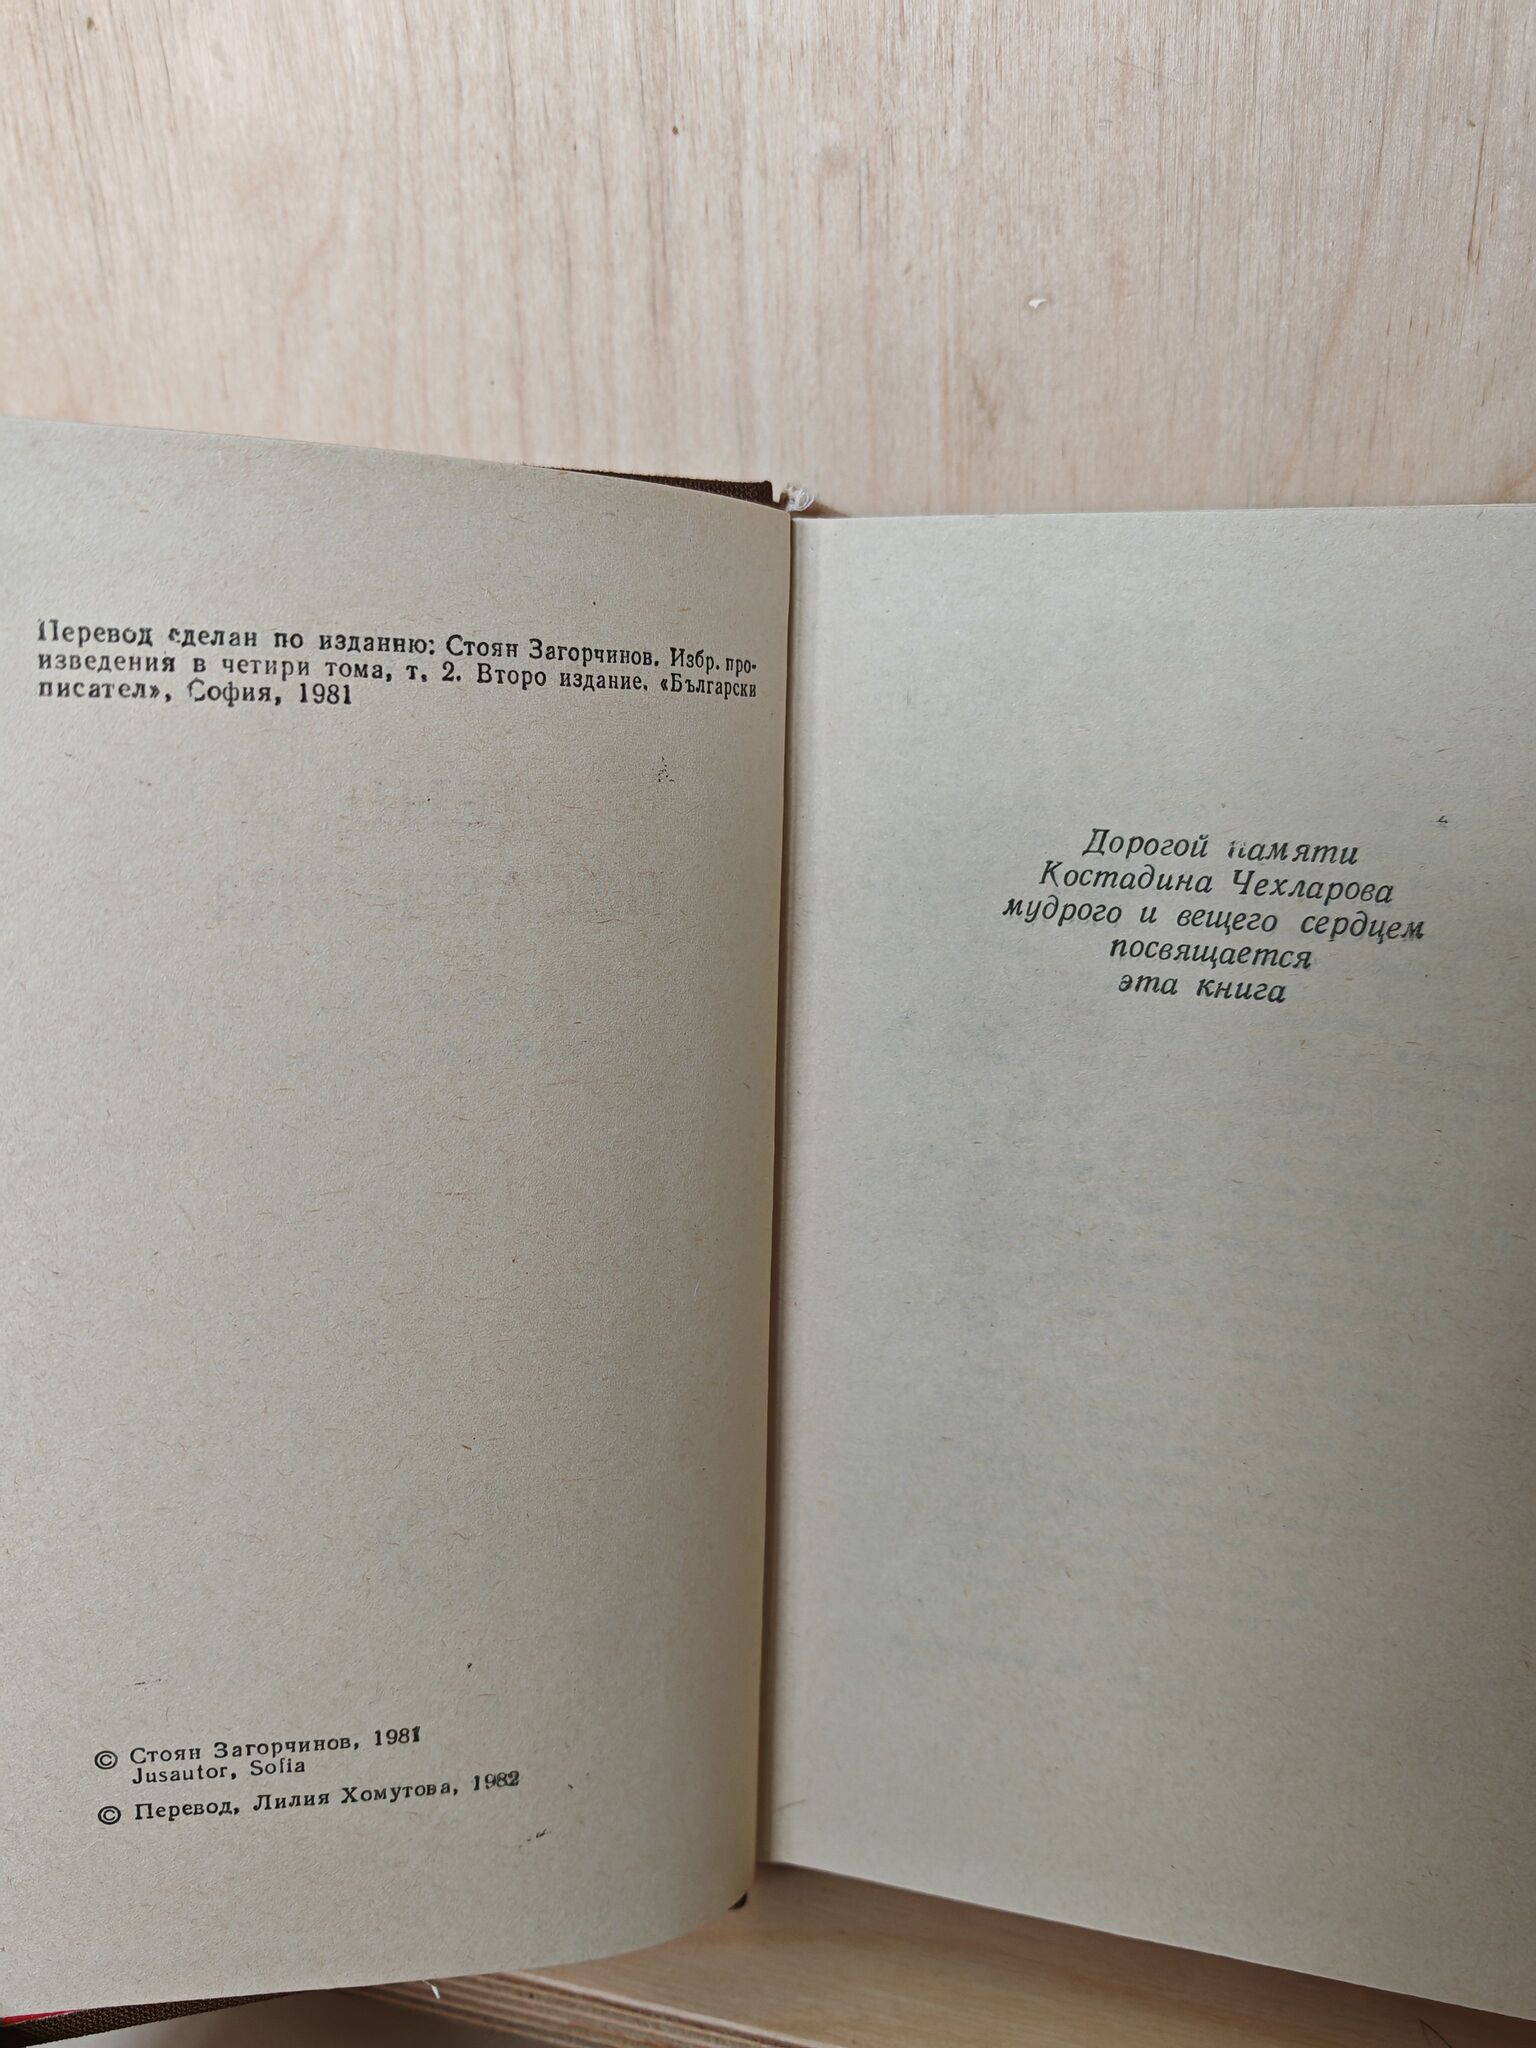 Перевод сделан по изданию: Стоян Загорчинов. Избр. про-
изведения в четири тома, т. 2. Второ издание. «Български
писател», София, 1981
© Стоян Загорчинов, 1981
Jusautor, Sofia
© Перевод, Лилия Хомутова, 1982
Дорогой памяти
Костадина Чехларова
мудрого и вещего сердцем
посвящается
эта книга